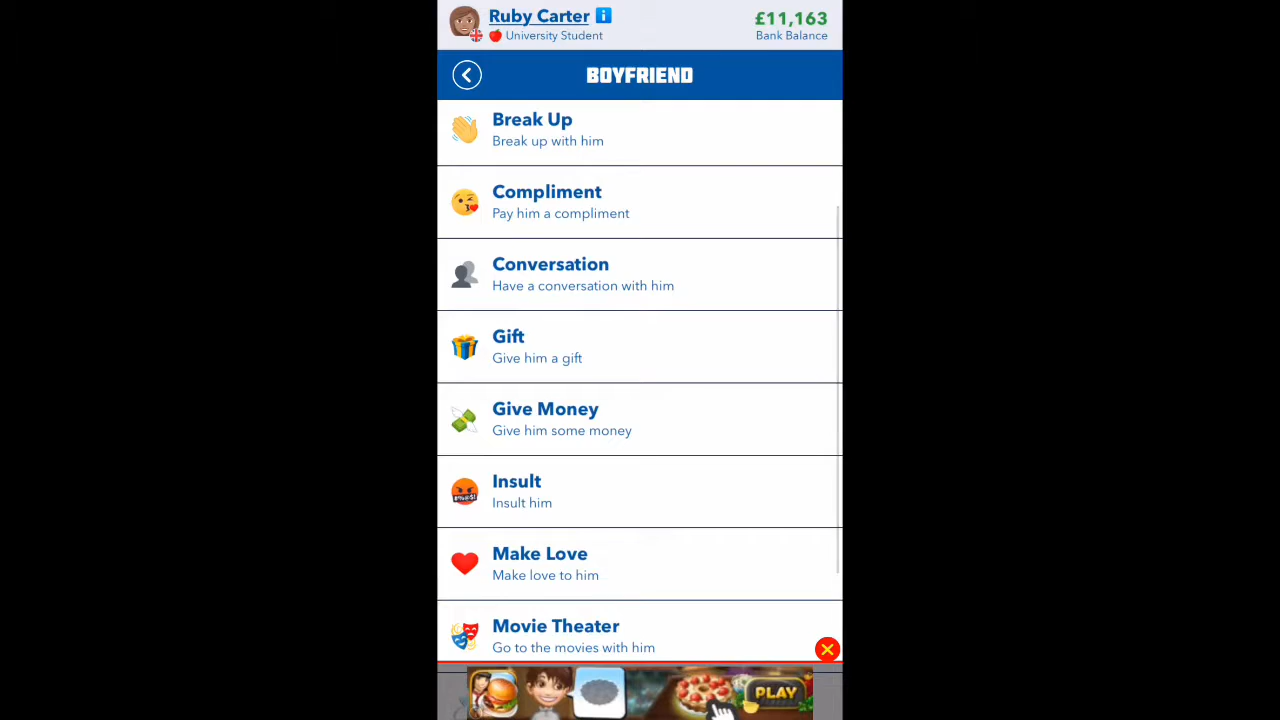 Ruby Carter
University Student
£11,163
Bank Balance
BOYFRIEND
Break Up
Break up with him
Compliment
Pay him a compliment
Conversation
Have a conversation with him
Gift
Give him a gift
Give Money
Give him some money
Insult
Insult him
Make Love
Make love to him
Movie Theater
Go to the movies with him
PLAY